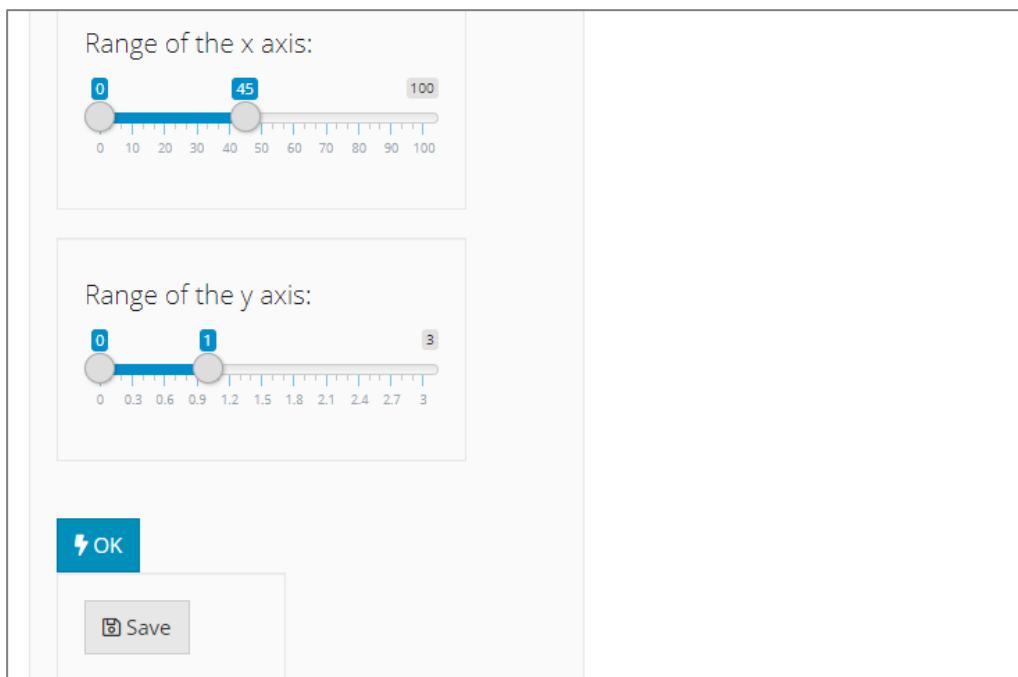 Range of the x axis:
0 45 100
0 10 20 30 40 50 60 70 80 90 100
Range of the y axis:
0 1 3
0 0.3 0.6 0.9 1.2 1.5 1.8 2.1 2.4 2.7 3
OK
Save